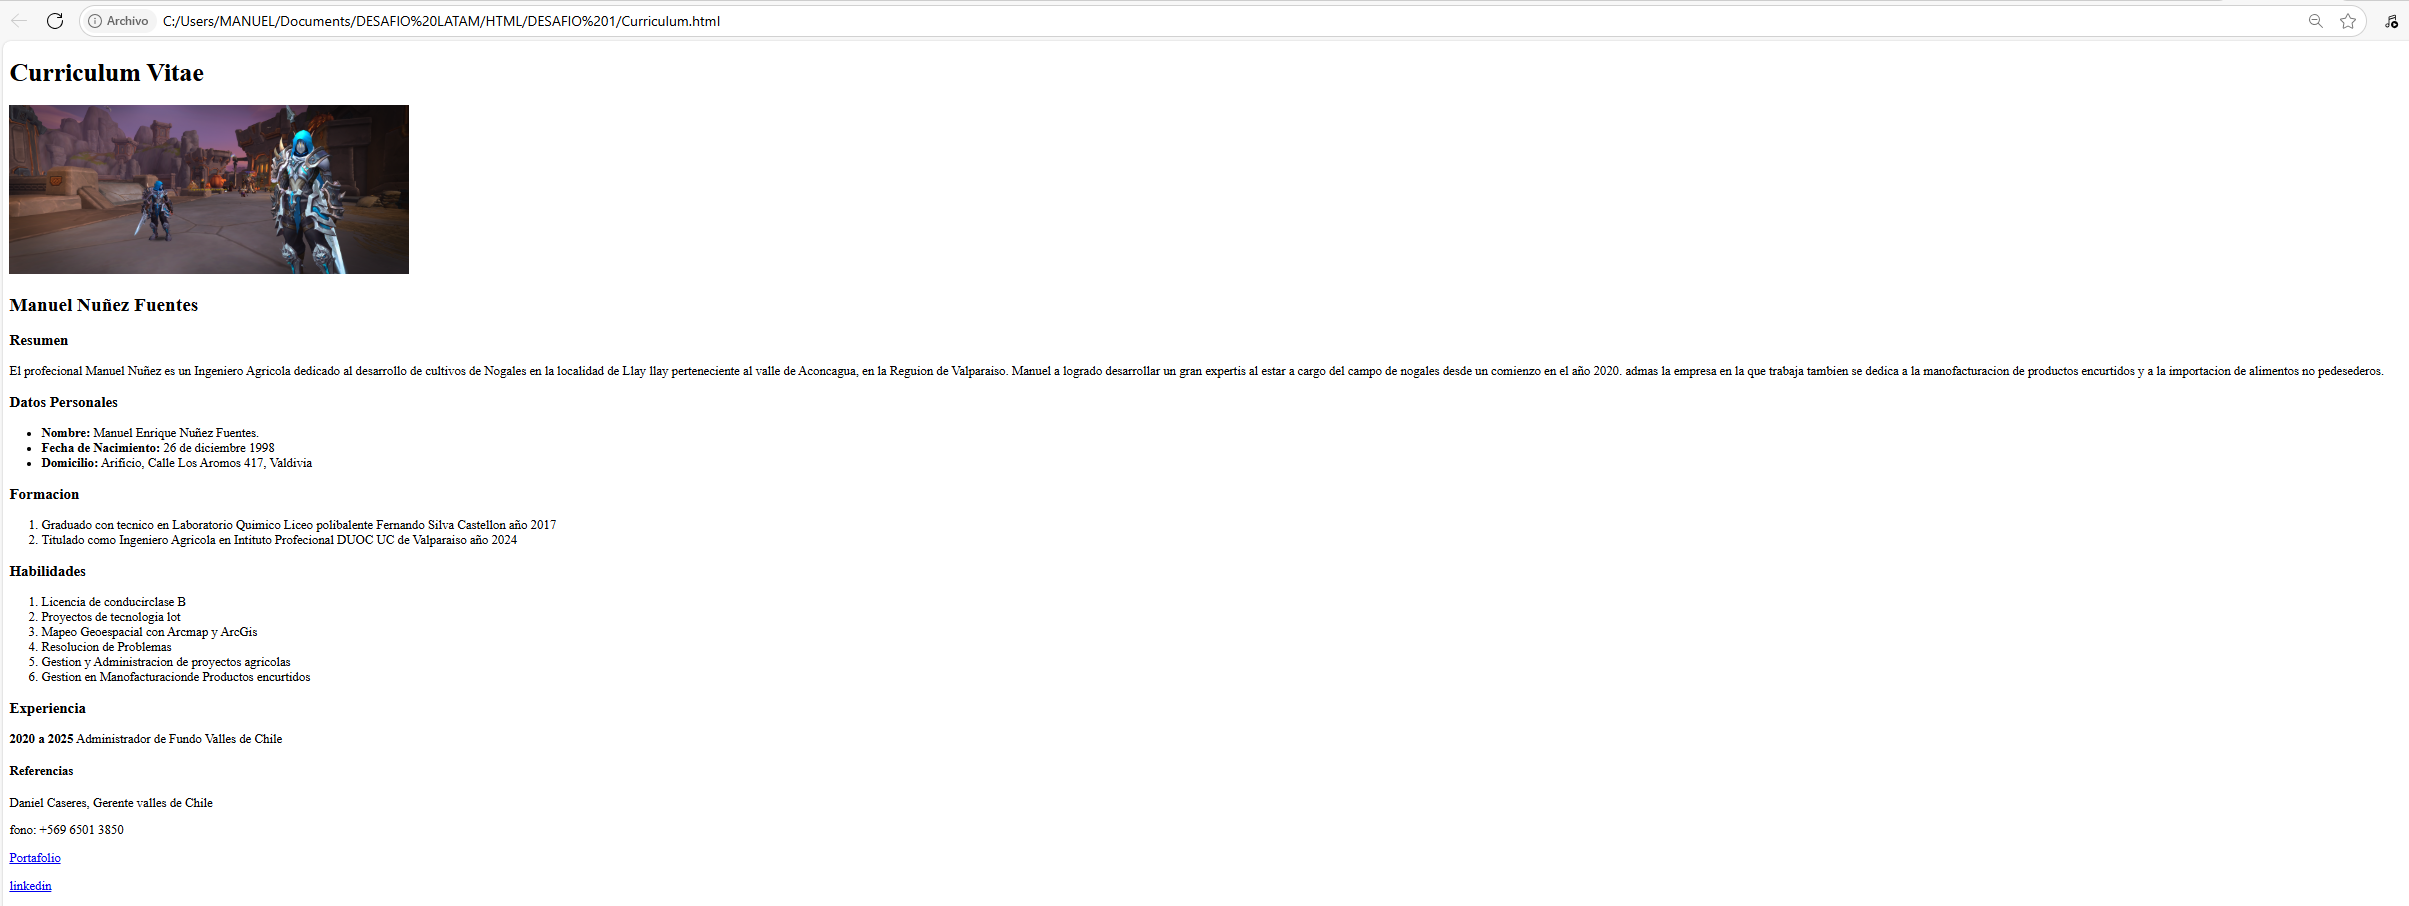 Archivo
C:/Users/MANUEL/Documents/DESAFIO%20LATAM/HTML/DESAFIO%201/Curriculum.html
Curriculum Vitae
Manuel Nuñez Fuentes
Resumen
El profecional Manuel Nuñez es un Ingeniero Agricola dedicado al desarrollo de cultivos de Nogales en la localidad de Llay llay perteneciente al valle de Aconcagua, en la Reguion de Valparaiso. Manuel a logrado desarrollar un gran expertis al estar a cargo del campo de nogales desde un comienzo en el año 2020. admas la empresa en la que trabaja tambien se dedica a la manofacturacion de productos encurtidos y a la importacion de alimentos no pedesederos.
Datos Personales
• Nombre: Manuel Enrique Nuñez Fuentes.
• Fecha de Nacimiento: 26 de diciembre 1998
• Domicilio: Arificio, Calle Los Aromos 417, Valdivia
Formacion
1. Graduado con tecnico en Laboratorio Quimico Liceo polibalente Fernando Silva Castellon año 2017
2. Titulado como Ingeniero Agricola en Intituto Profecional DUOC UC de Valparaiso año 2024
Habilidades
1. Licencia de conducirclase B
2. Proyectos de tecnologia lot
3. Mapeo Geoespacial con Arcmap y ArcGis
4. Resolucion de Problemas
5. Gestion y Administracion de proyectos agricolas
6. Gestion en Manofacturacionde Productos encurtidos
Experiencia
2020 a 2025 Administrador de Fundo Valles de Chile
Referencias
Daniel Caseres, Gerente valles de Chile
fono: +569 6501 3850
Portafolio
linkedin